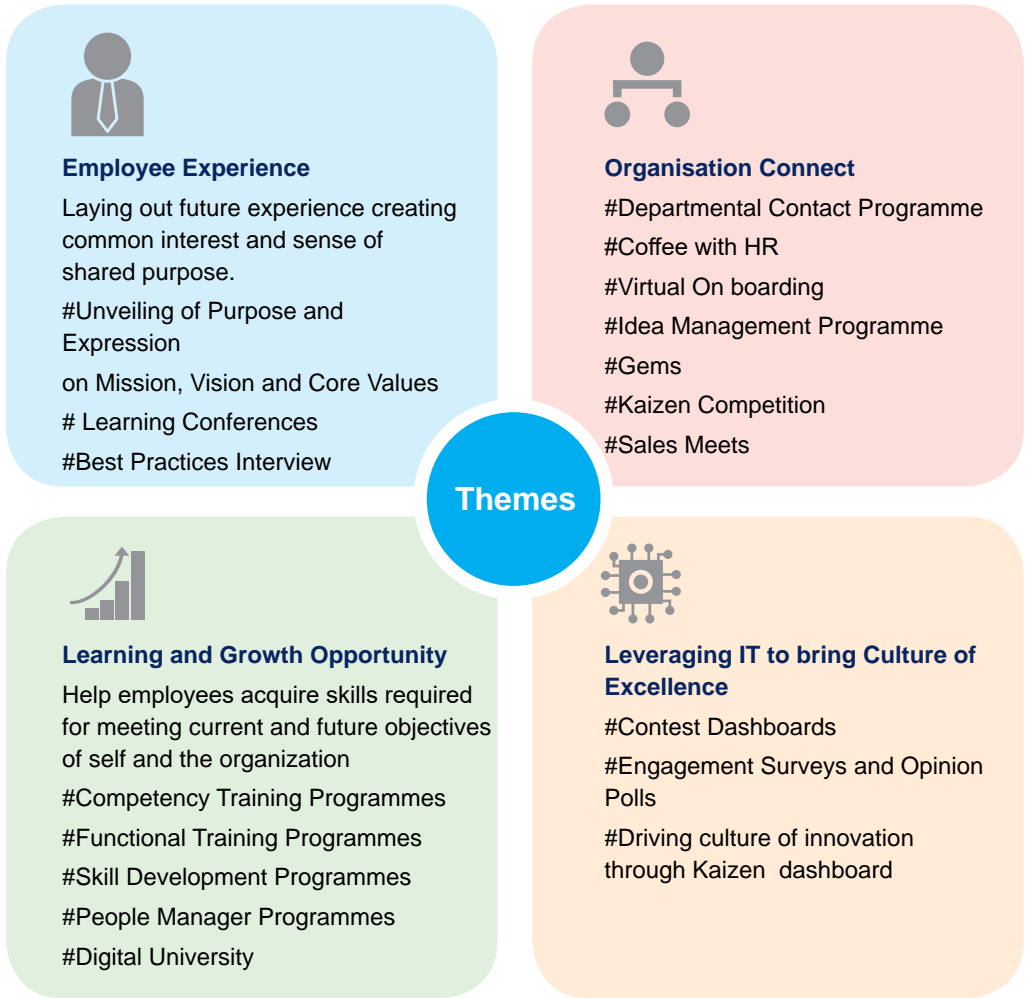 Employee Experience
Laying out future experience creating
common interest and sense of
shared purpose.
#Unveiling of Purpose and
Expression
on Mission, Vision and Core Values
# Learning Conferences
#Best Practices Interview
Organisation Connect
#Departmental Contact Programme
#Coffee with HR
#Virtual On boarding
#Idea Management Programme
#Gems
#Kaizen Competition
#Sales Meets
Themes
Learning and Growth Opportunity
Help employees acquire skills required
for meeting current and future objectives
of self and the organization
#Competency Training Programmes
#Functional Training Programmes
#Skill Development Programmes
#People Manager Programmes
#Digital University
Leveraging IT to bring Culture of
Excellence
#Contest Dashboards
#Engagement Surveys and Opinion
Polls
#Driving culture of innovation
through Kaizen  dashboard